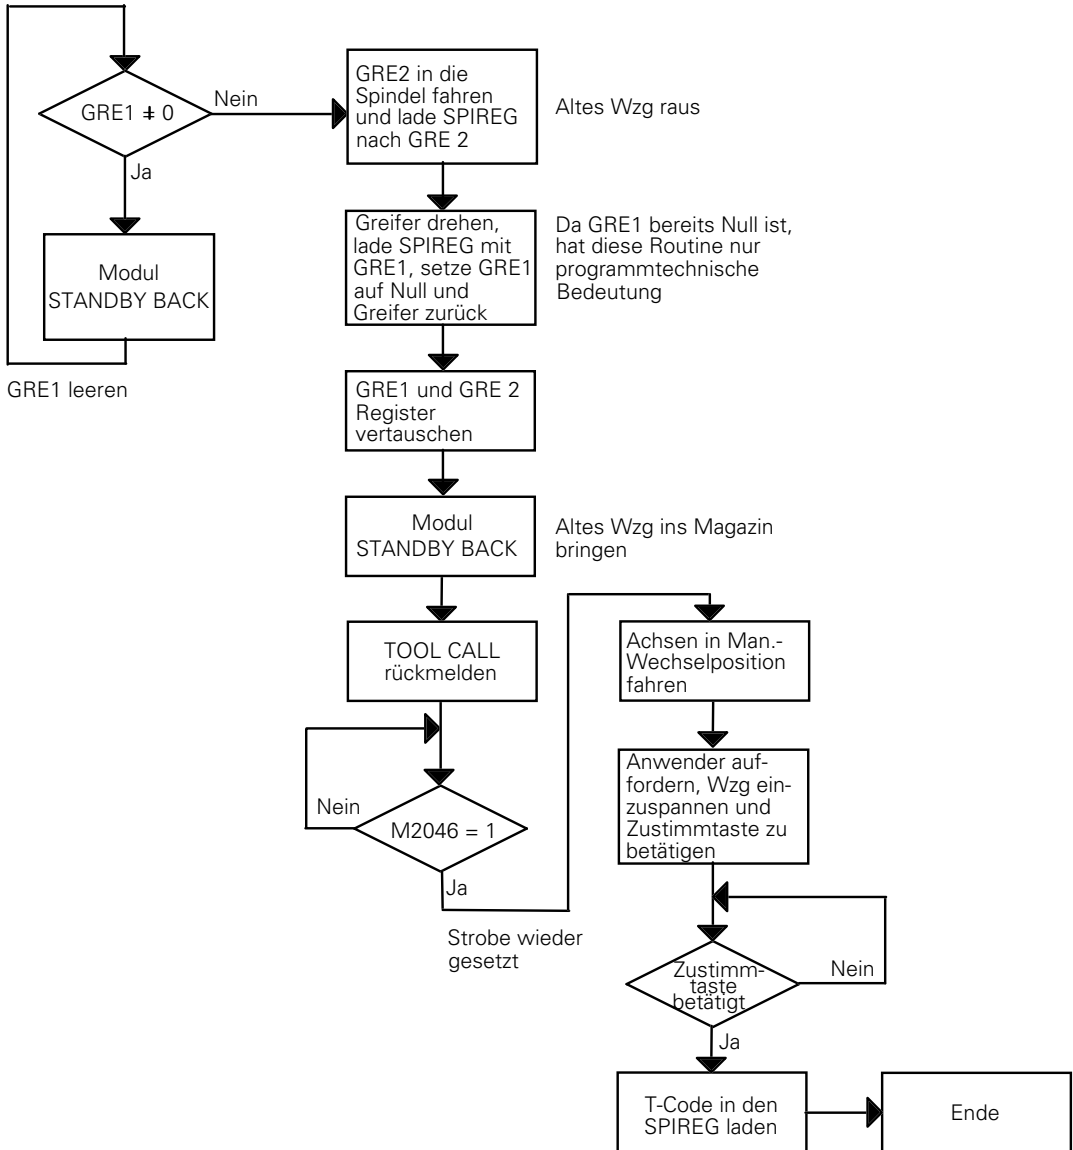 GRE1 ≠ 0
Nein
Ja
Modul
STANDBY BACK
GRE1 leeren
GRE2 in die
Spindel fahren
und lade SPIREG
nach GRE 2
Altes Wzg raus
Greifer drehen,
lade SPIREG mit
GRE1, setze GRE1
auf Null und
Greifer zurück
Da GRE1 bereits Null ist,
hat diese Routine nur
programmtechnische
Bedeutung
GRE1 und GRE 2
Register
vertauschen
Modul
STANDBY BACK
Altes Wzg ins Magazin
bringen
TOOL CALL
rückmelden
Nein
M2046 = 1
Ja
Strobe wieder
gesetzt
Achsen in Man.-
Wechselposition
fahren
Anwender auf-
fordern, Wzg ein-
zuspannen und
Zustimmtaste zu
betätigen
Zustimm-
taste
betätigt
Nein
Ja
T-Code in den
SPIREG laden
Ende